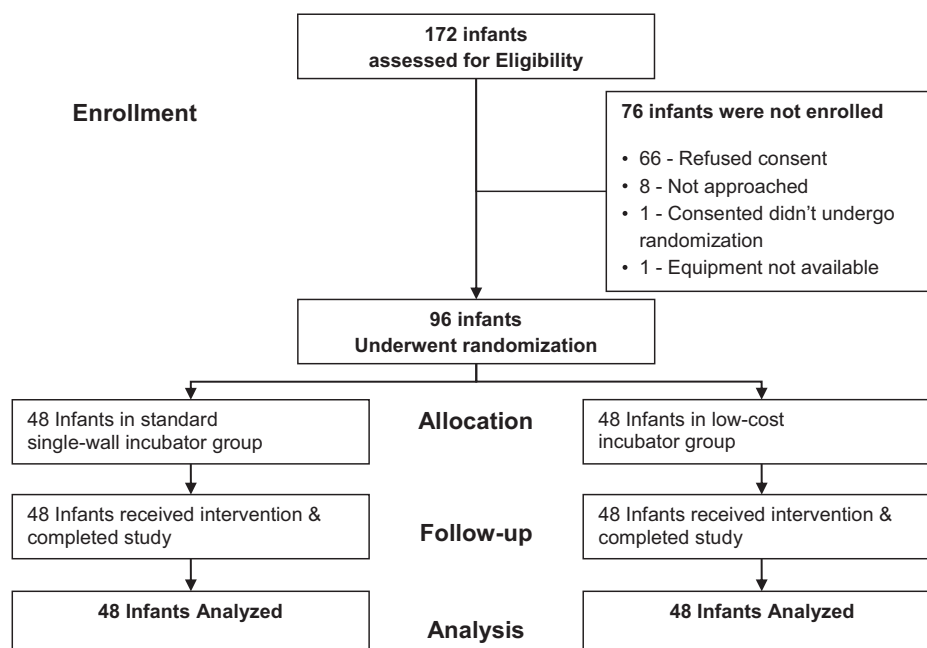 172 infants
assessed for Eligibility
Enrollment
76 infants were not enrolled
• 66 - Refused consent
• 8 - Not approached
• 1 - Consented didn't undergo
randomization
• 1 - Equipment not available
96 infants
Underwent randomization
48 Infants in standard
single-wall incubator group
Allocation
48 Infants in low-cost
incubator group
48 Infants received intervention &
completed study
Follow-up
48 Infants received intervention &
completed study
48 Infants Analyzed
Analysis
48 Infants Analyzed